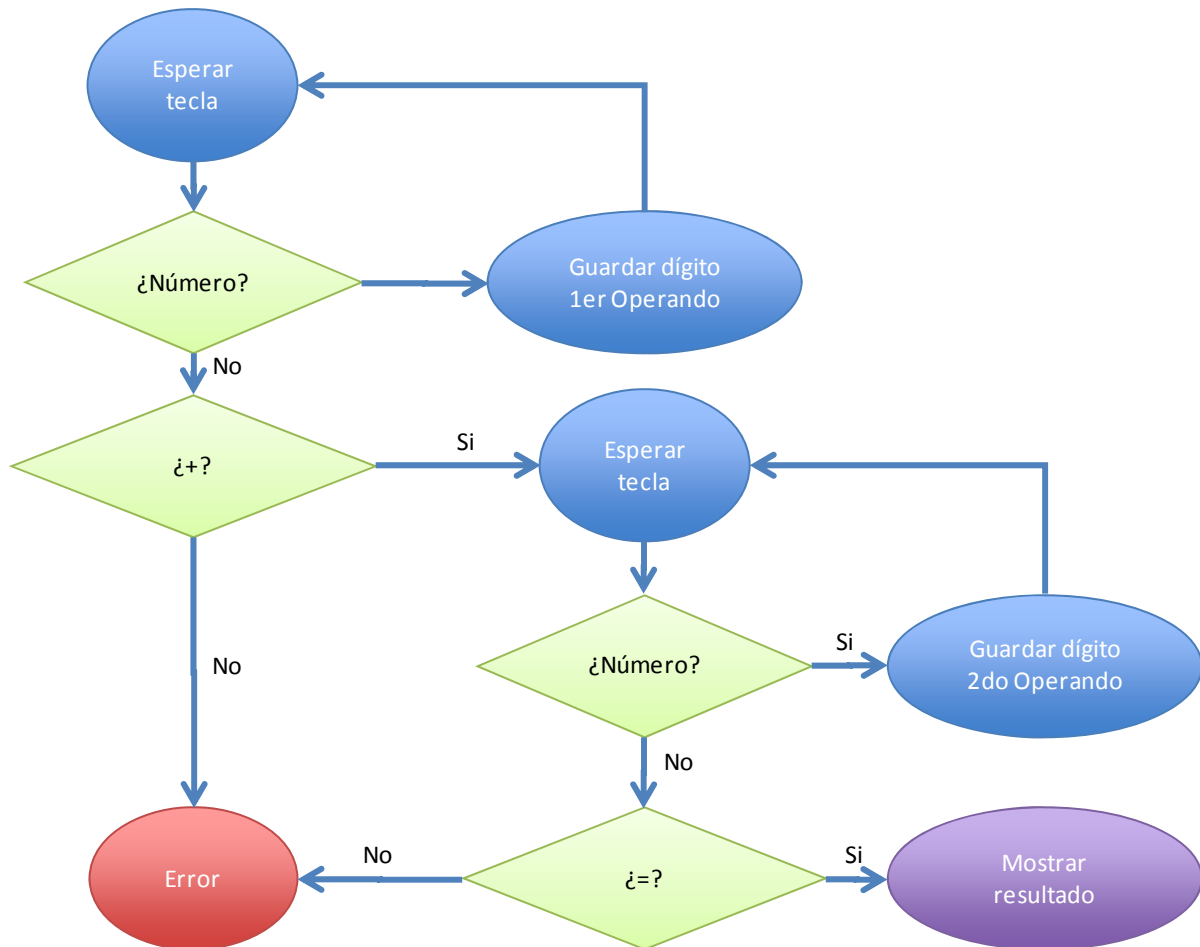 Esperar
tecla
¿Número?
Guardar dígito
1er Operando
No
¿+?
Si
Esperar
tecla
No
¿Número?
Si
Guardar dígito
2do Operando
No
Error
No
¿=?
Si
Mostrar
resultado